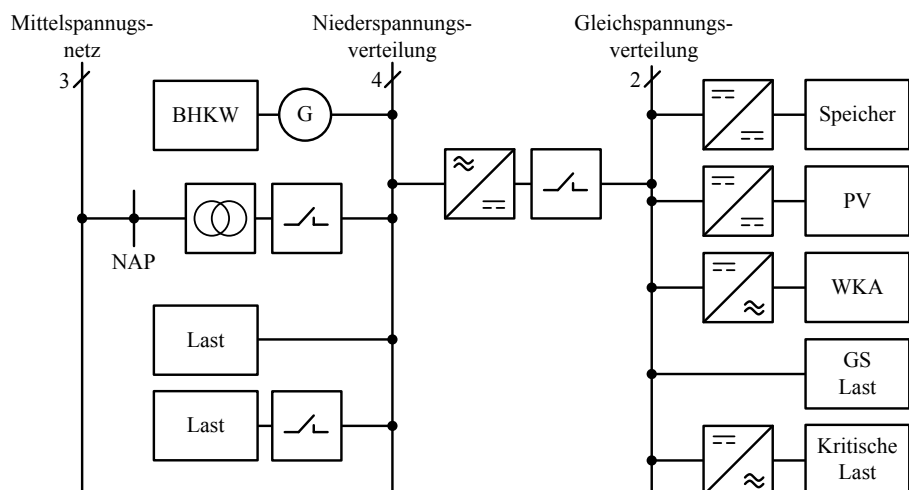 Mittelspannugs-
netz
Niederspannungs-
verteilung
Gleichspannungs-
verteilung
3
4
2
BHKW
G
Speicher
PV
NAP
WKA
Last
GS
Last
Last
Kritische
Last